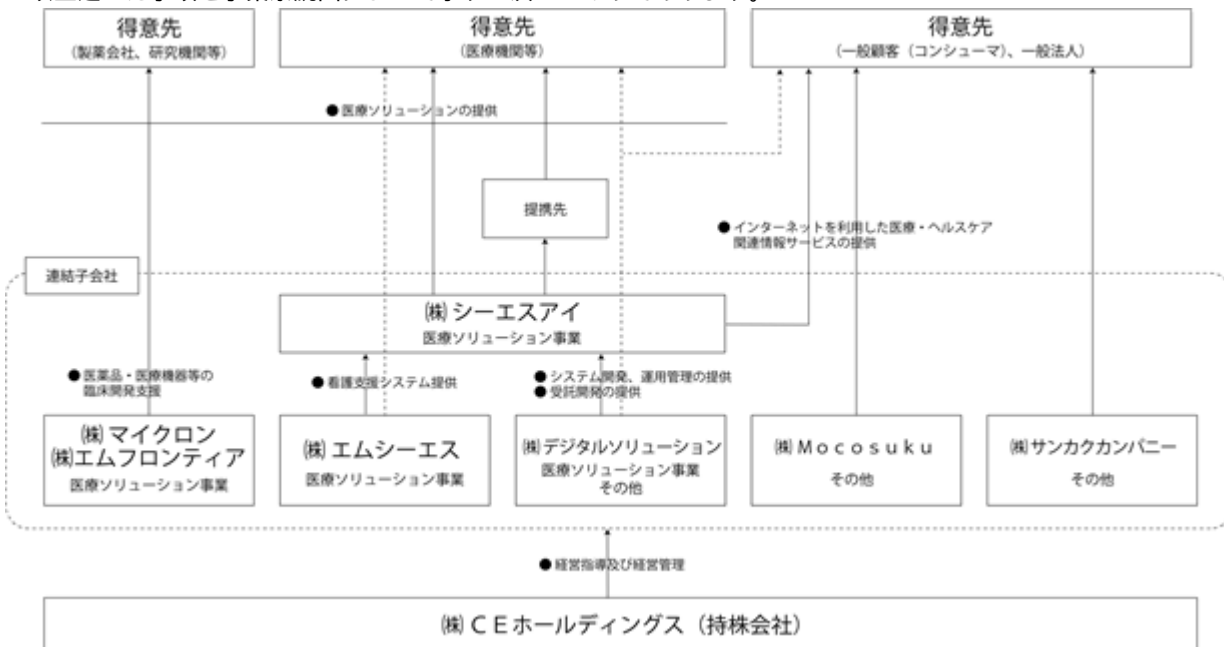 得意先
(製薬会社、研究機関等)
得意先
(医療機関等)
得意先
(一般顧客（コンシューマ）、一般法人)
●医療ソリューションの提供
提携先
●インターネットを利用した医療・ヘルスケア
関連情報サービスの提供
連結子会社
㈱シーエスアイ
医療ソリューション事業
●医薬品・医療機器等の
臨床開発支援
●看護支援システム提供
●システム開発、運用管理の提供
●受託開発の提供
㈱マイクロン
㈱エムフロンティア
医療ソリューション事業
㈱エムシーエス
医療ソリューション事業
㈱デジタルソリューション
医療ソリューション事業
その他
㈱Ｍｏｃｏｓｕｋｕ
その他
㈱サンカクカンパニー
その他
●経営指導及び経営管理
㈱ＣＥホールディングス（持株会社）